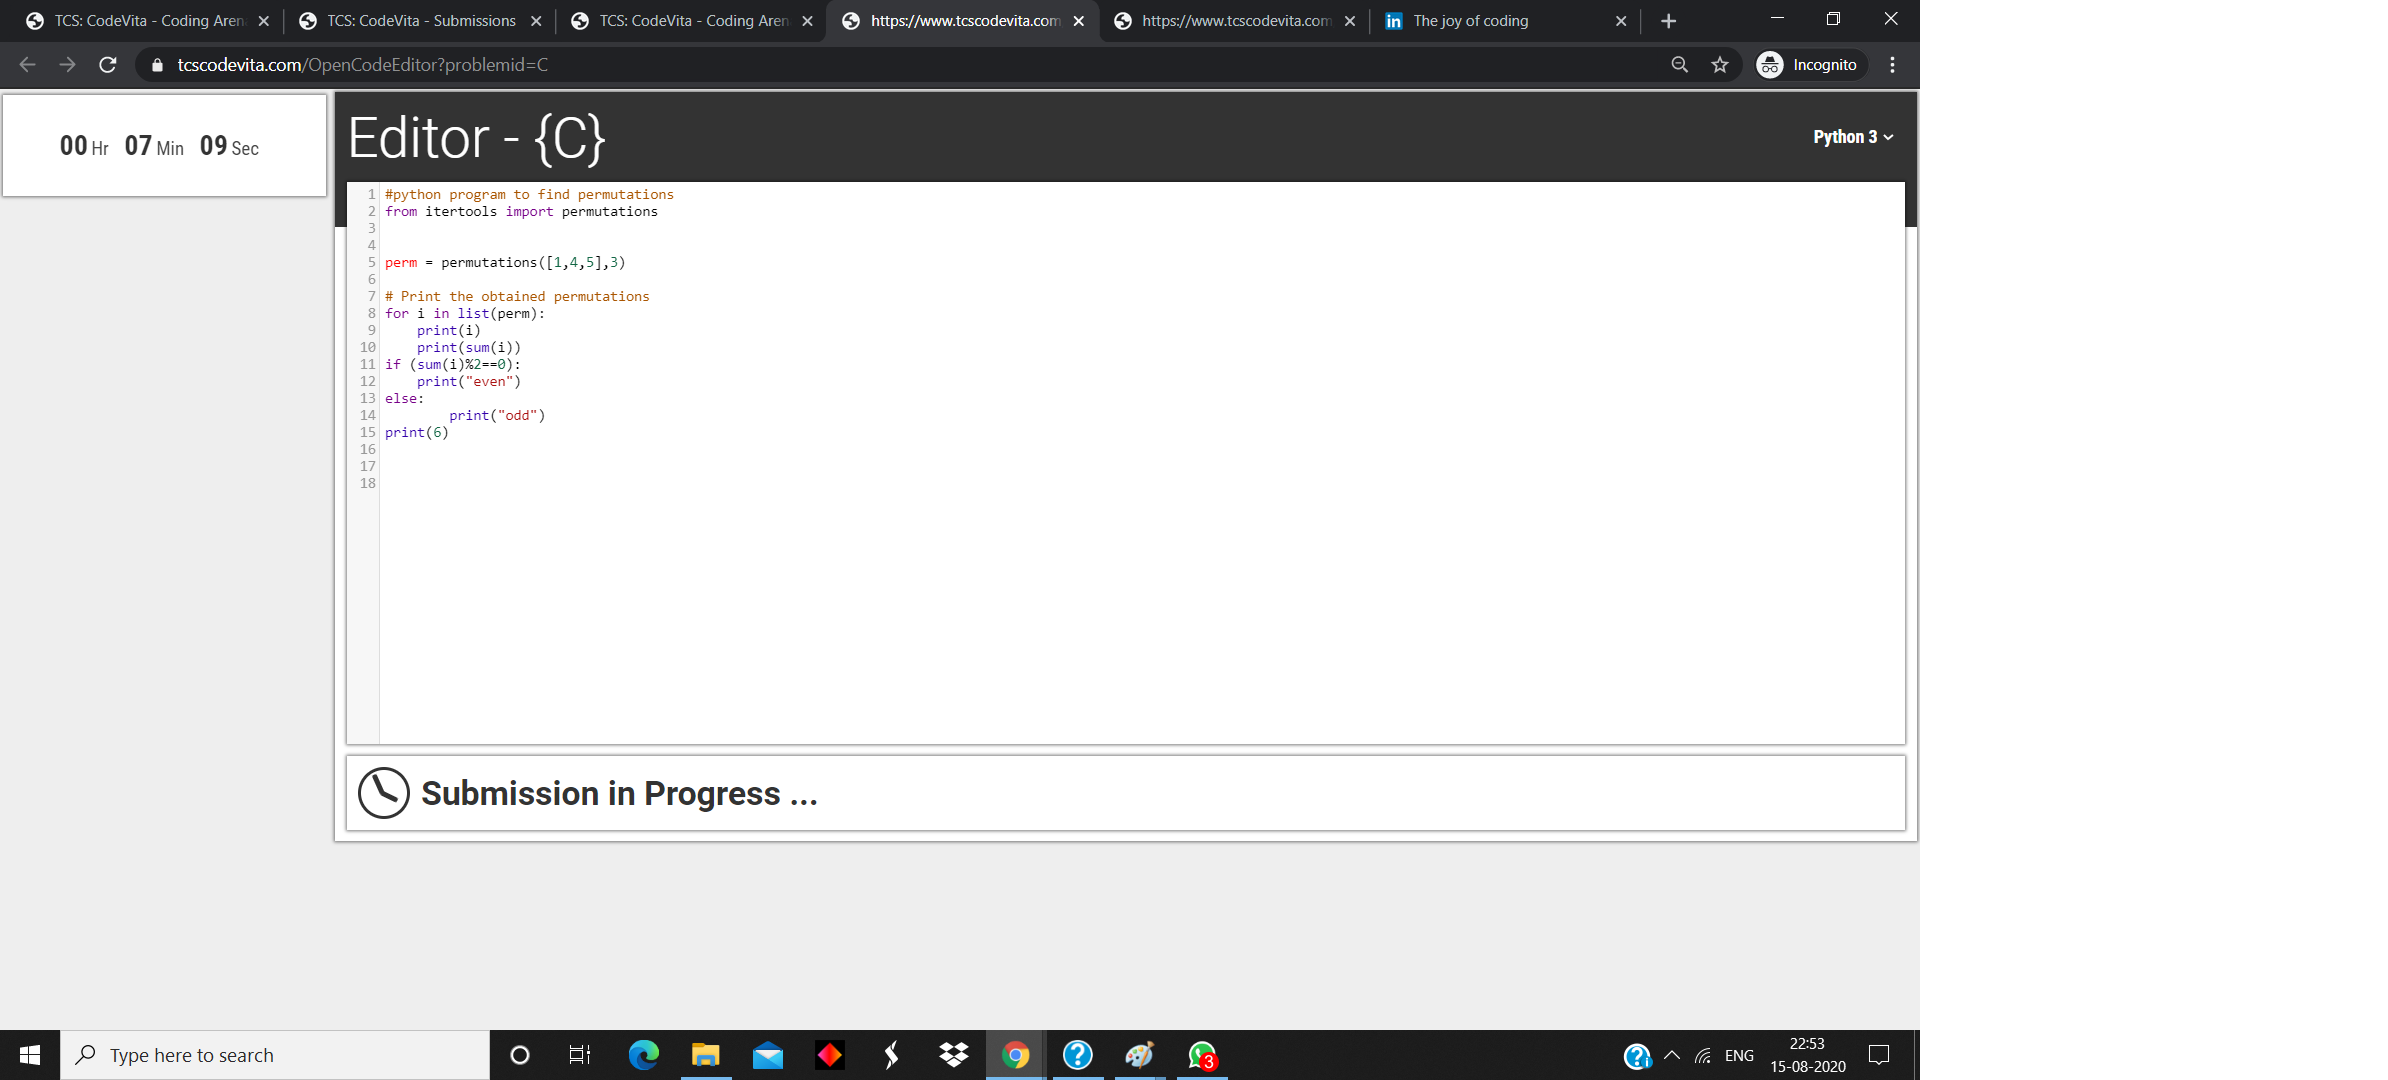 TCS: CodeVita - Coding Aren
TCS: CodeVita - Submissions
TCS: CodeVita - Coding Aren
https://www.tcscodevita.com
https://www.tcscodevita.com
in The joy of coding
tcscodevita.com/OpenCodeEditor?problemid=C
Incognito
00 Hr 07 Min 09 Sec
Editor - {C}
Python 3
1 #python program to find permutations
2 from itertools import permutations
3
4
5 perm = permutations([1,4,5],3)
6
7 # Print the obtained permutations
8 for i in list(perm):
9     print(i)
10     print(sum(i))
11 if (sum(i)%2==0):
12     print("even")
13 else:
14         print("odd")
15 print(6)
16
17
18
Submission in Progress ...
Type here to search
3
ENG
22:53
15-08-2020